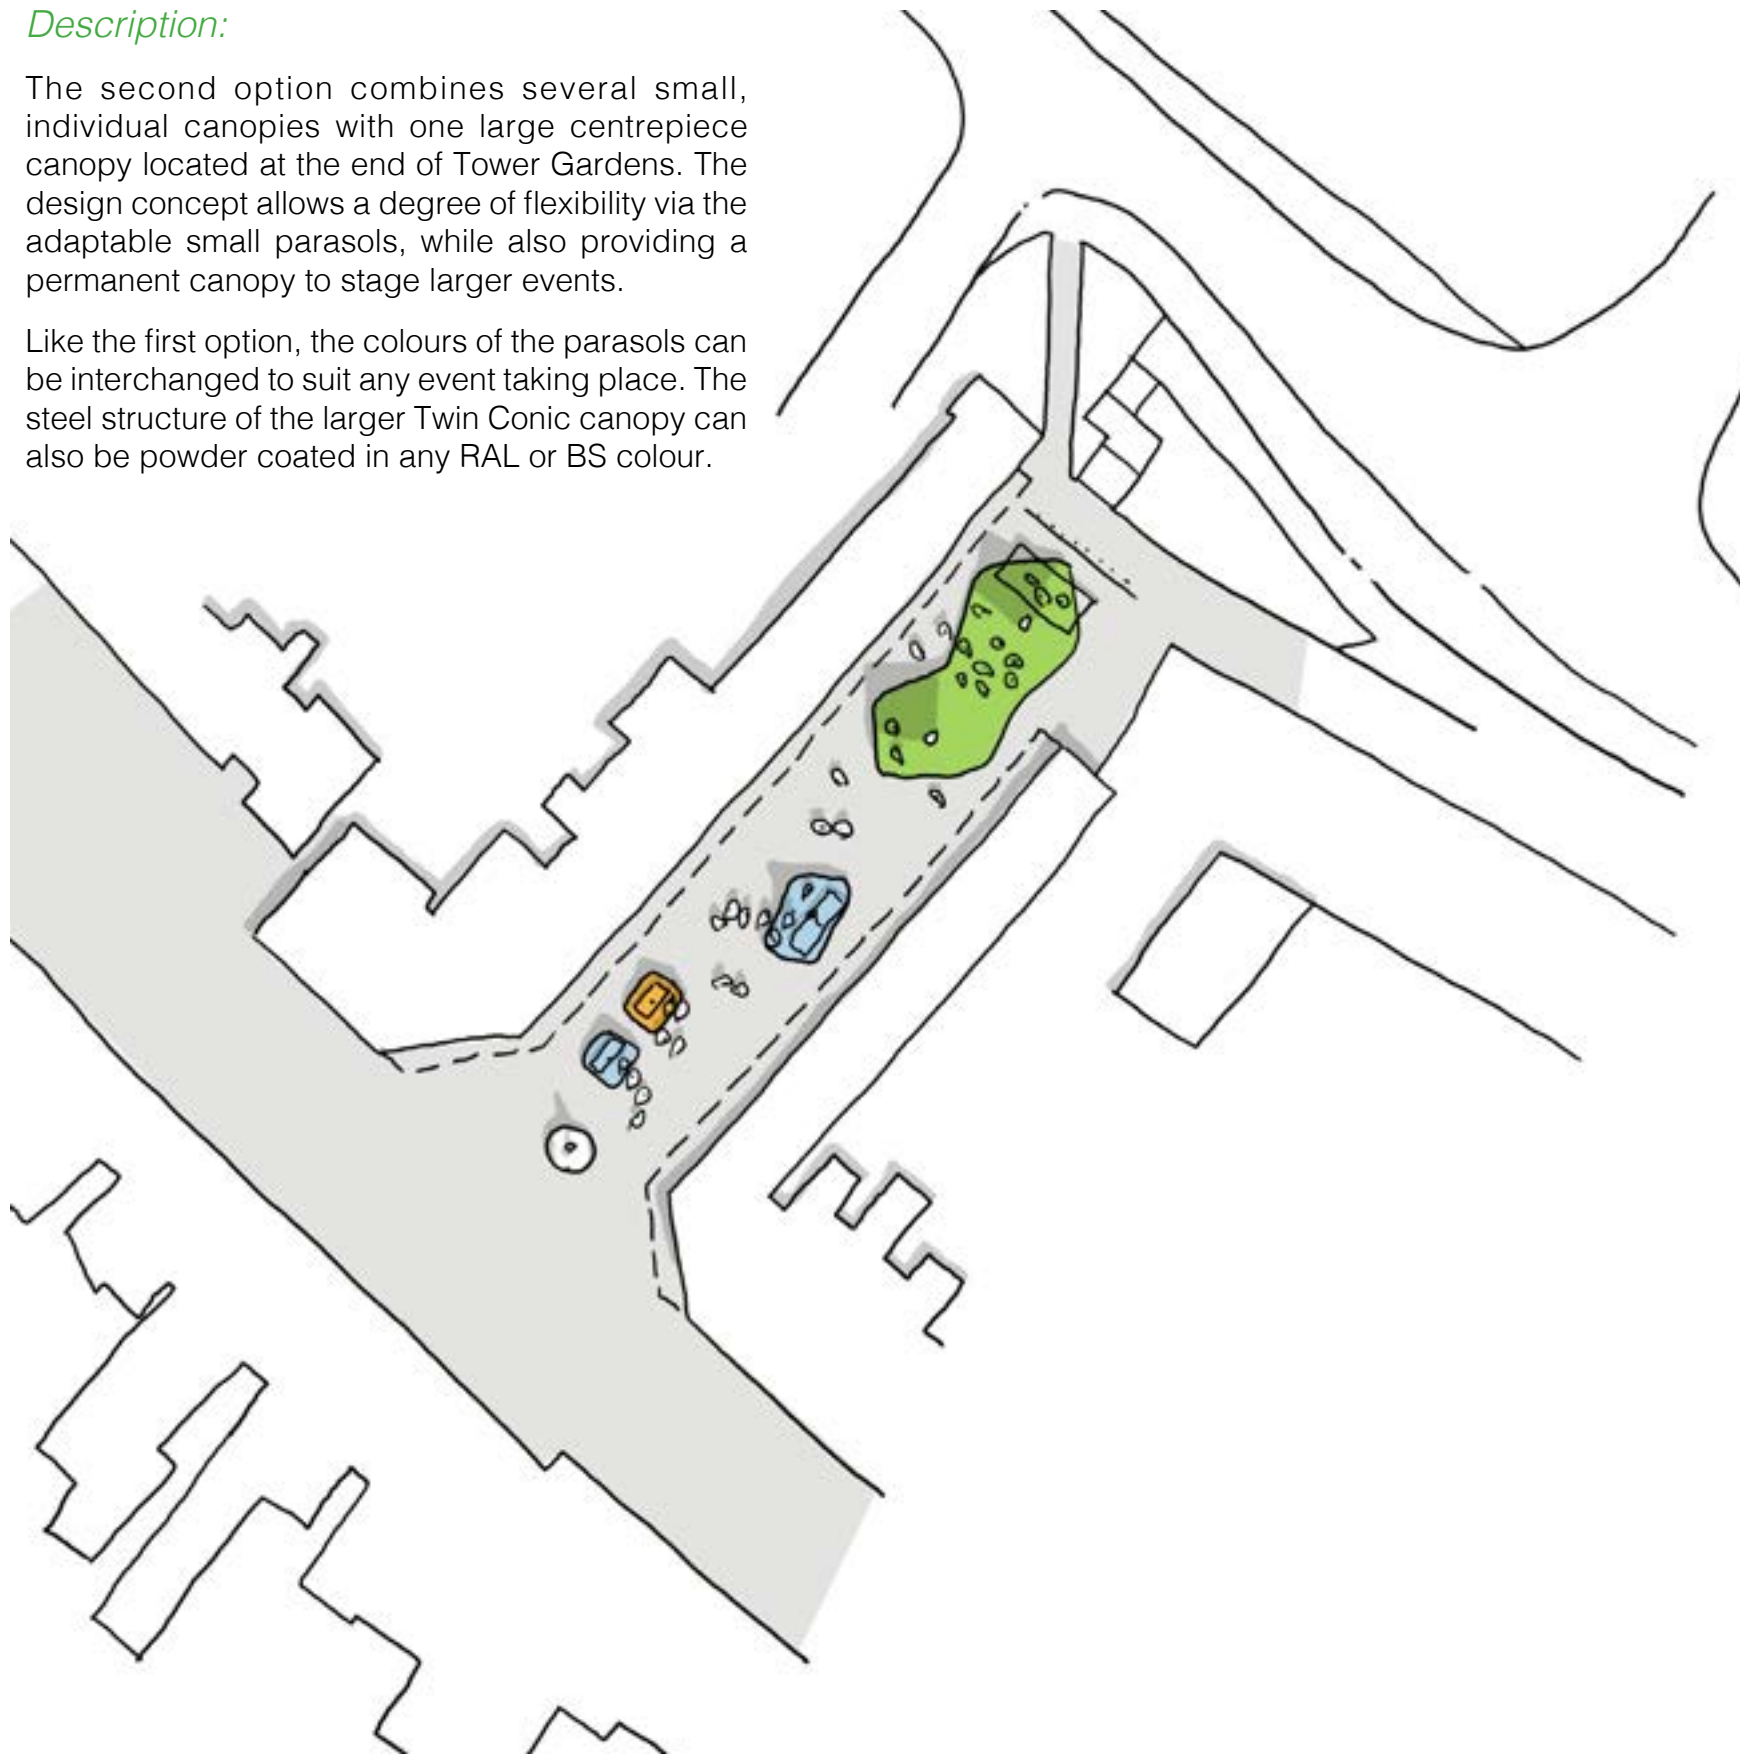 Description:
The second option combines several small,
individual canopies with one large centrepiece
canopy located at the end of Tower Gardens. The
design concept allows a degree of flexibility via the
adaptable small parasols, while also providing a
permanent canopy to stage larger events.
Like the first option, the colours of the parasols can
be interchanged to suit any event taking place. The
steel structure of the larger Twin Conic canopy can
also be powder coated in any RAL or BS colour.